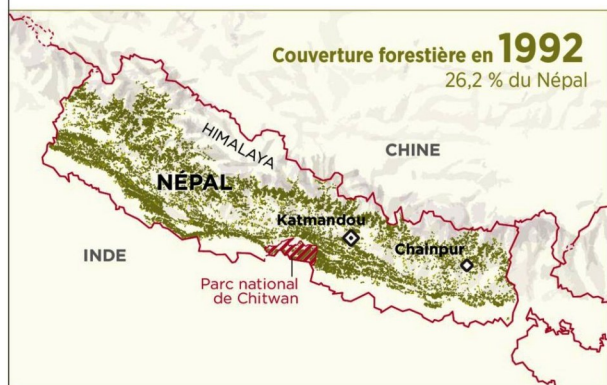 Couverture forestière en 1992
26,2 % du Népal
HIMALAYA
CHINE
NÉPAL
Katmandou
Chainpur
INDE
Parc national
de Chitwan